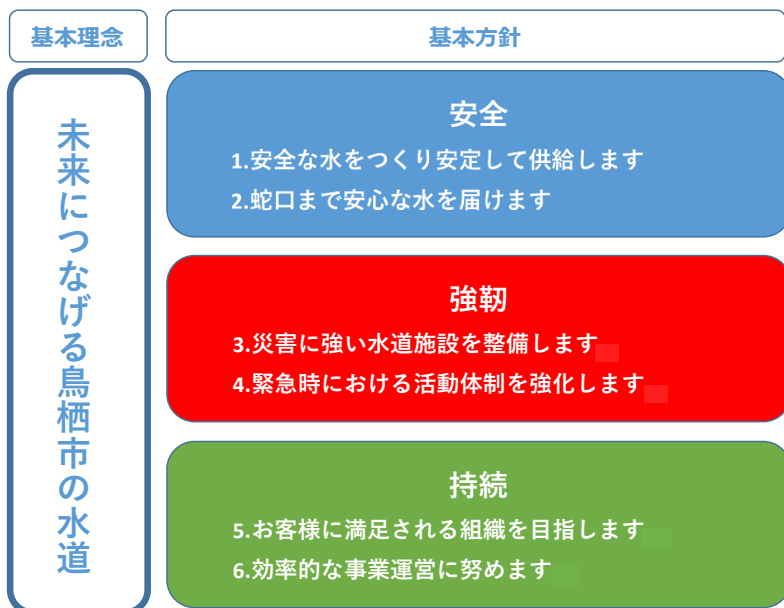 基本理念
基本方針
未来につなげる鳥栖市の水道
安全
1.安全な水をつくり安定して供給します
2.蛇口まで安心な水を届けます
強靭
3.災害に強い水道施設を整備します
4.緊急時における活動体制を強化します
持続
5.お客様に満足される組織を目指します
6.効率的な事業運営に努めます